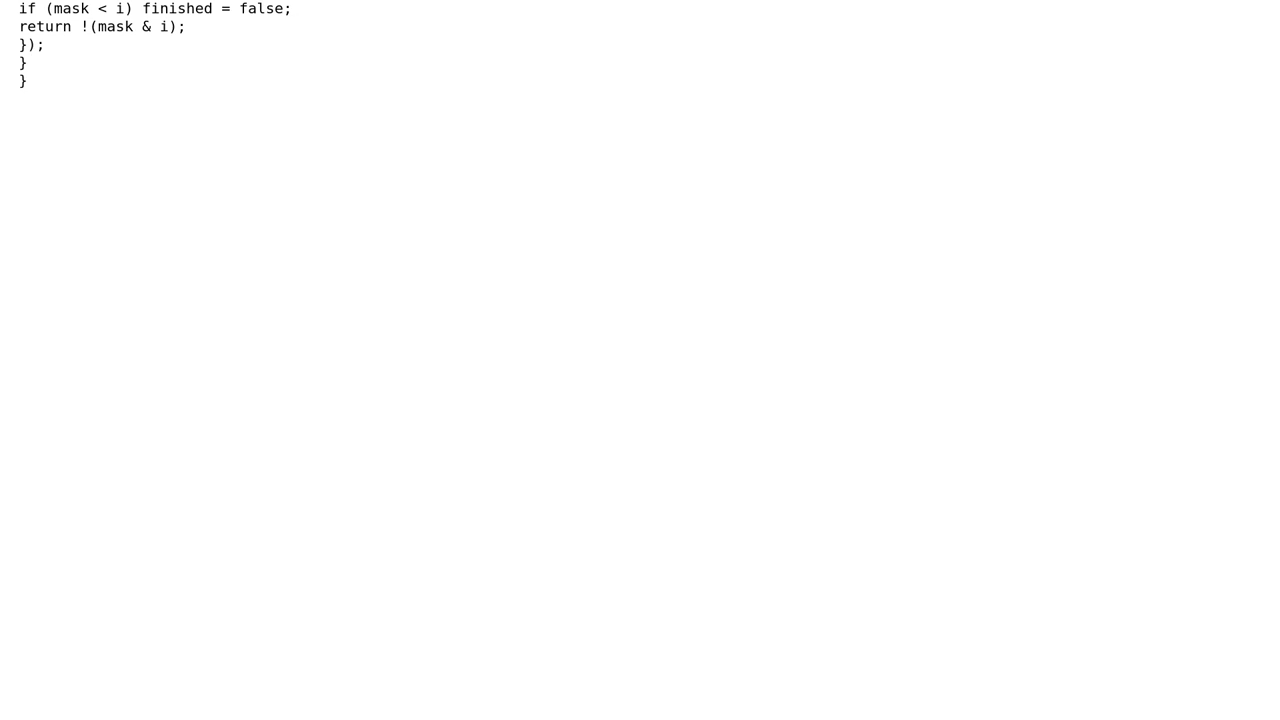 if (mask < i) finished = false;
return !(mask & i);
});
}
}